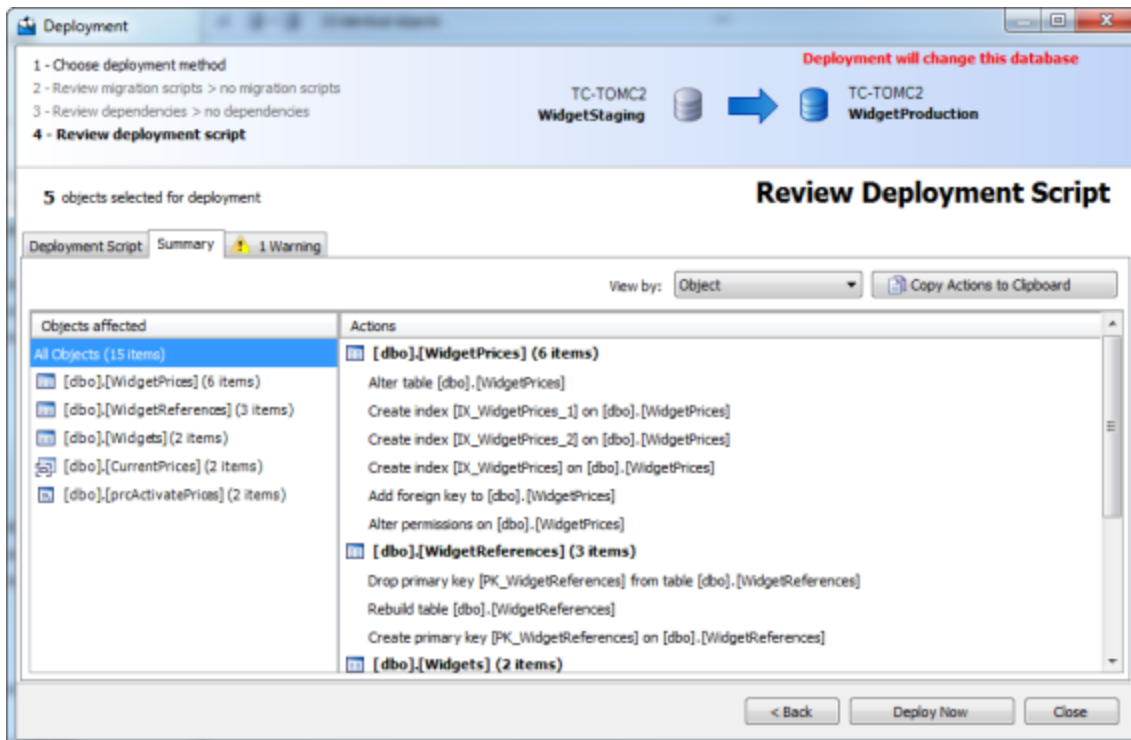 Deployment
1 - Choose deployment method
2 - Review migration scripts > no migration scripts
3 - Review dependencies > no dependencies
4 - Review deployment script
Deployment will change this database
TC-TOMC2
WidgetStaging
TC-TOMC2
WidgetProduction
5 objects selected for deployment
Review Deployment Script
Deployment Script
Summary
1 Warning
View by:
Object
Copy Actions to Clipboard
Objects affected
All Objects (15 items)
[dbo].[WidgetPrices] (6 items)
[dbo].[WidgetReferences] (3 items)
[dbo].[Widgets] (2 items)
[dbo].[CurrentPrices] (2 items)
[dbo].[prcActivatePrices] (2 items)
Actions
[dbo].[WidgetPrices] (6 items)
Alter table [dbo].[WidgetPrices]
Create index [IX_WidgetPrices_1] on [dbo].[WidgetPrices]
Create index [IX_WidgetPrices_2] on [dbo].[WidgetPrices]
Create index [IX_WidgetPrices] on [dbo].[WidgetPrices]
Add foreign key to [dbo].[WidgetPrices]
Alter permissions on [dbo].[WidgetPrices]
[dbo].[WidgetReferences] (3 items)
Drop primary key [PK_WidgetReferences] from table [dbo].[WidgetReferences]
Rebuild table [dbo].[WidgetReferences]
Create primary key [PK_WidgetReferences] on [dbo].[WidgetReferences]
[dbo].[Widgets] (2 items)
< Back
Deploy Now
Close